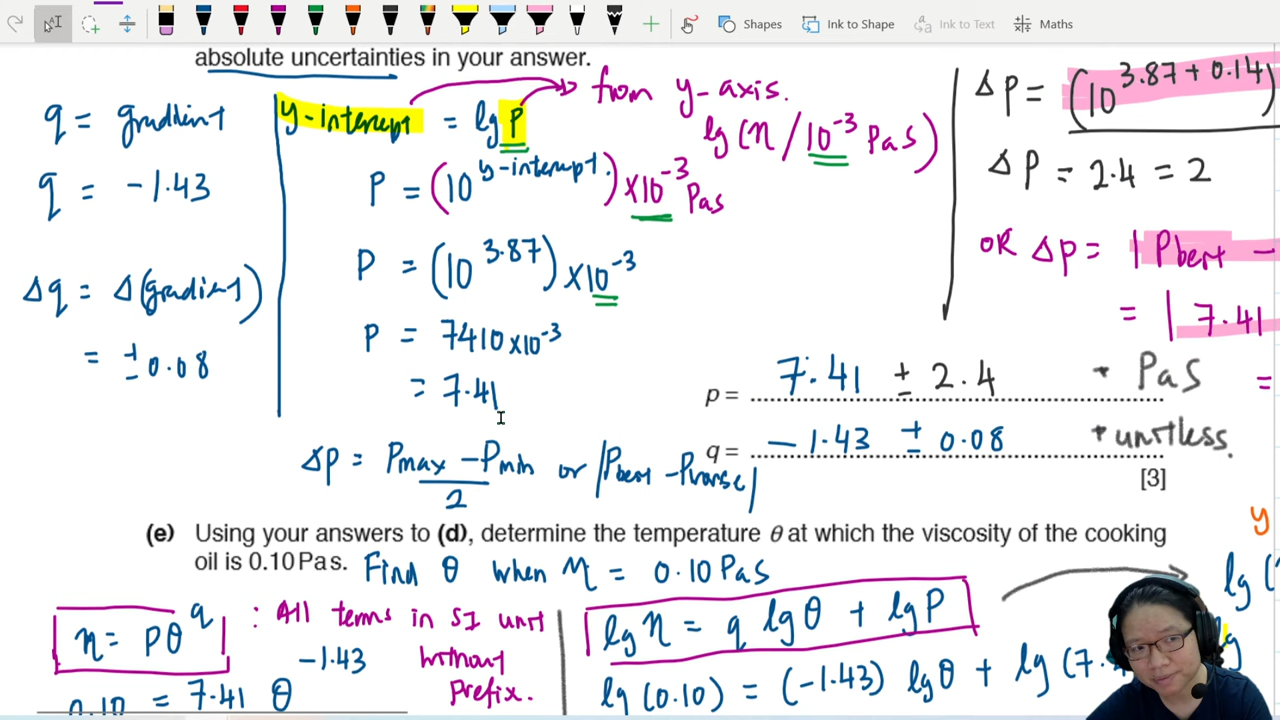 Shapes Ink to Shape Ink to Text Maths
absolute uncertainties in your answer.
q = gradient
q = -1.43
Δq = Δ(gradient)
= ±0.08
y-intercept = lg P
from y-axis.
lg (η / 10⁻³ Pas)
P = (10^y-intercept.) ×10⁻³ Pas
P = (10^3.87) ×10⁻³
P = 7410×10⁻³
= 7.41
ΔP = (10^3.87 + 0.14)
ΔP = 2.4 = 2
OR ΔP = | Pbest -
= | 7.41
=
p = 7.41 ± 2.4 • Pas
q = -1.43 ± 0.08 • unitless.
[3]
ΔP = Pmax - Pmin / 2 or |Pbest - Pworse|
(e) Using your answers to (d), determine the temperature θ at which the viscosity of the cooking
oil is 0.10 Pa s. Find θ when η = 0.10 Pas
η = Pθ^q : All terms in SI unit
without
prefix.
0.10 = 7.41 θ^-1.43
lg η = q lg θ + lg P
lg (0.10) = (-1.43) lg θ + lg (7.4
y
lg (